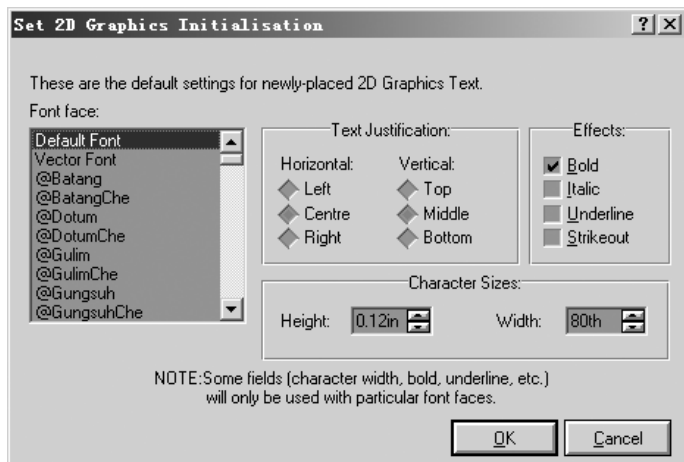 Set 2D Graphics Initialisation
These are the default settings for newly-placed 2D Graphics Text.
Font face:
Default Font
Vector Font
@Batang
@BatangChe
@Dotum
@DotumChe
@Gulim
@GulimChe
@Gungsuh
@GungsuhChe
Text Justification:
Horizontal: Vertical:
Left Top
Centre Middle
Right Bottom
Effects:
Bold
Italic
Underline
Strikeout
Character Sizes:
Height: 0.12in Width: 80th
NOTE:Some fields (character width, bold, underline, etc.)
will only be used with particular font faces.
OK Cancel